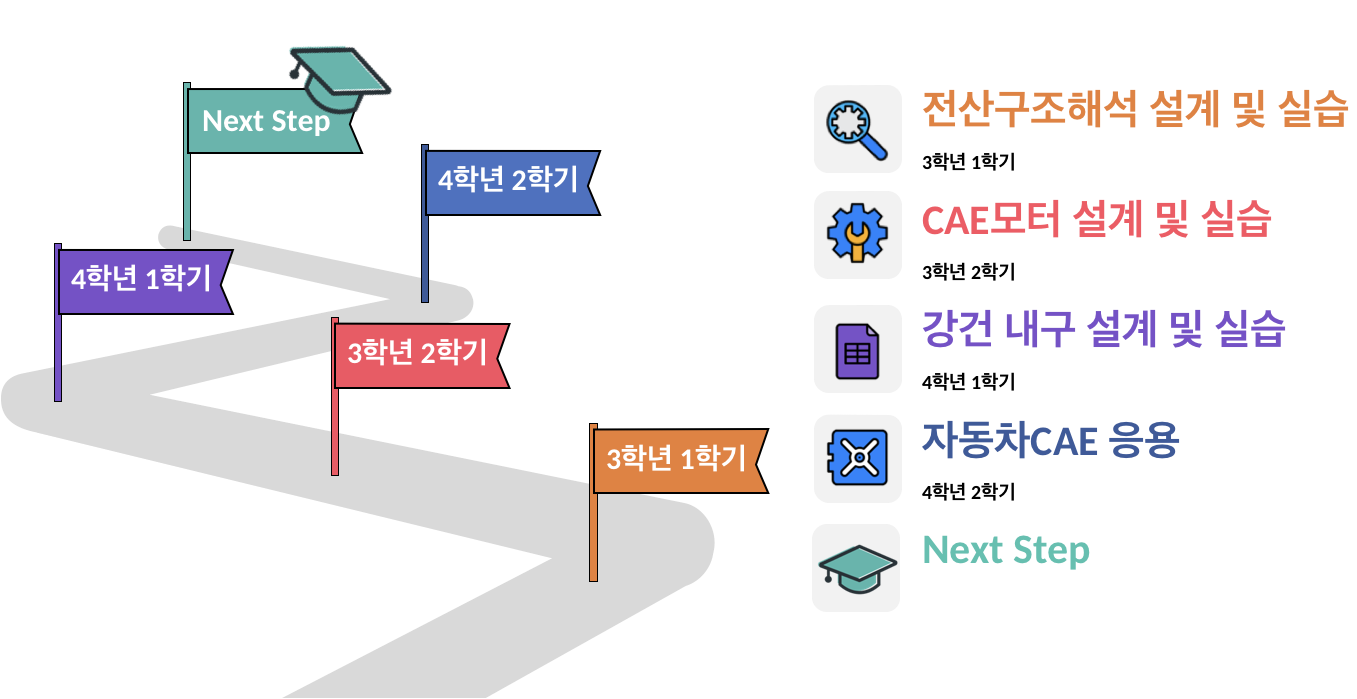 Next Step
4학년 2학기
4학년 1학기
3학년 2학기
3학년 1학기
전산구조해석 설계 및 실습
3학년 1학기
CAE모터 설계 및 실습
3학년 2학기
강건 내구 설계 및 실습
4학년 1학기
자동차CAE 응용
4학년 2학기
Next Step